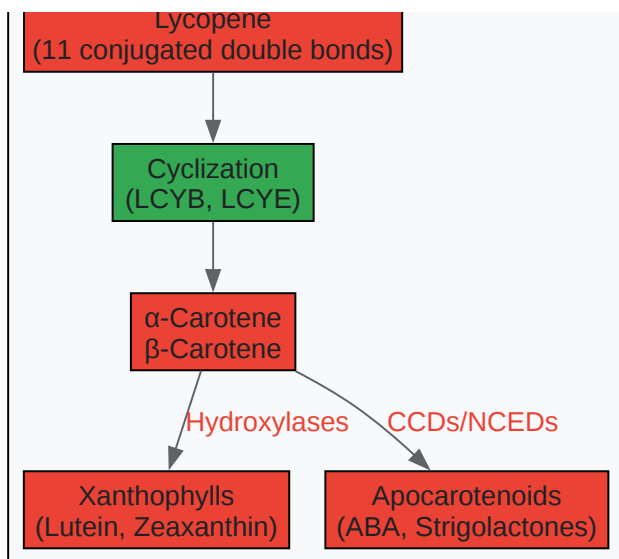 Lycopene
(11 conjugated double bonds)
Cyclization
(LCYB, LCYE)
α-Carotene
β-Carotene
Hydroxylases
CCDs/NCEDs
Xanthophylls
(Lutein, Zeaxanthin)
Apocarotenoids
(ABA, Strigolactones)